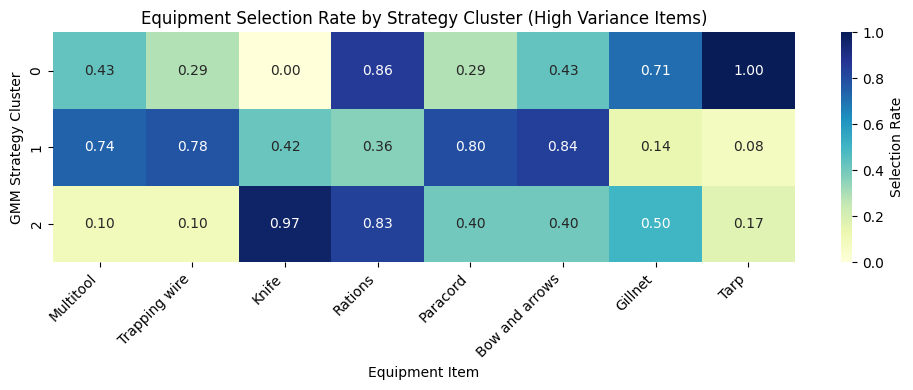 Equipment Selection Rate by Strategy Cluster (High Variance Items)
GMM Strategy Cluster
0
0.43 0.29 0.00 0.86 0.29 0.43 0.71 1.00
1
0.74 0.78 0.42 0.36 0.80 0.84 0.14 0.08
2
0.10 0.10 0.97 0.83 0.40 0.40 0.50 0.17
Multitool
Trapping wire
Knife
Rations
Paracord
Bow and arrows
Gillnet
Tarp
Equipment Item
1.0
0.8
0.6
0.4
0.2
0.0
Selection Rate